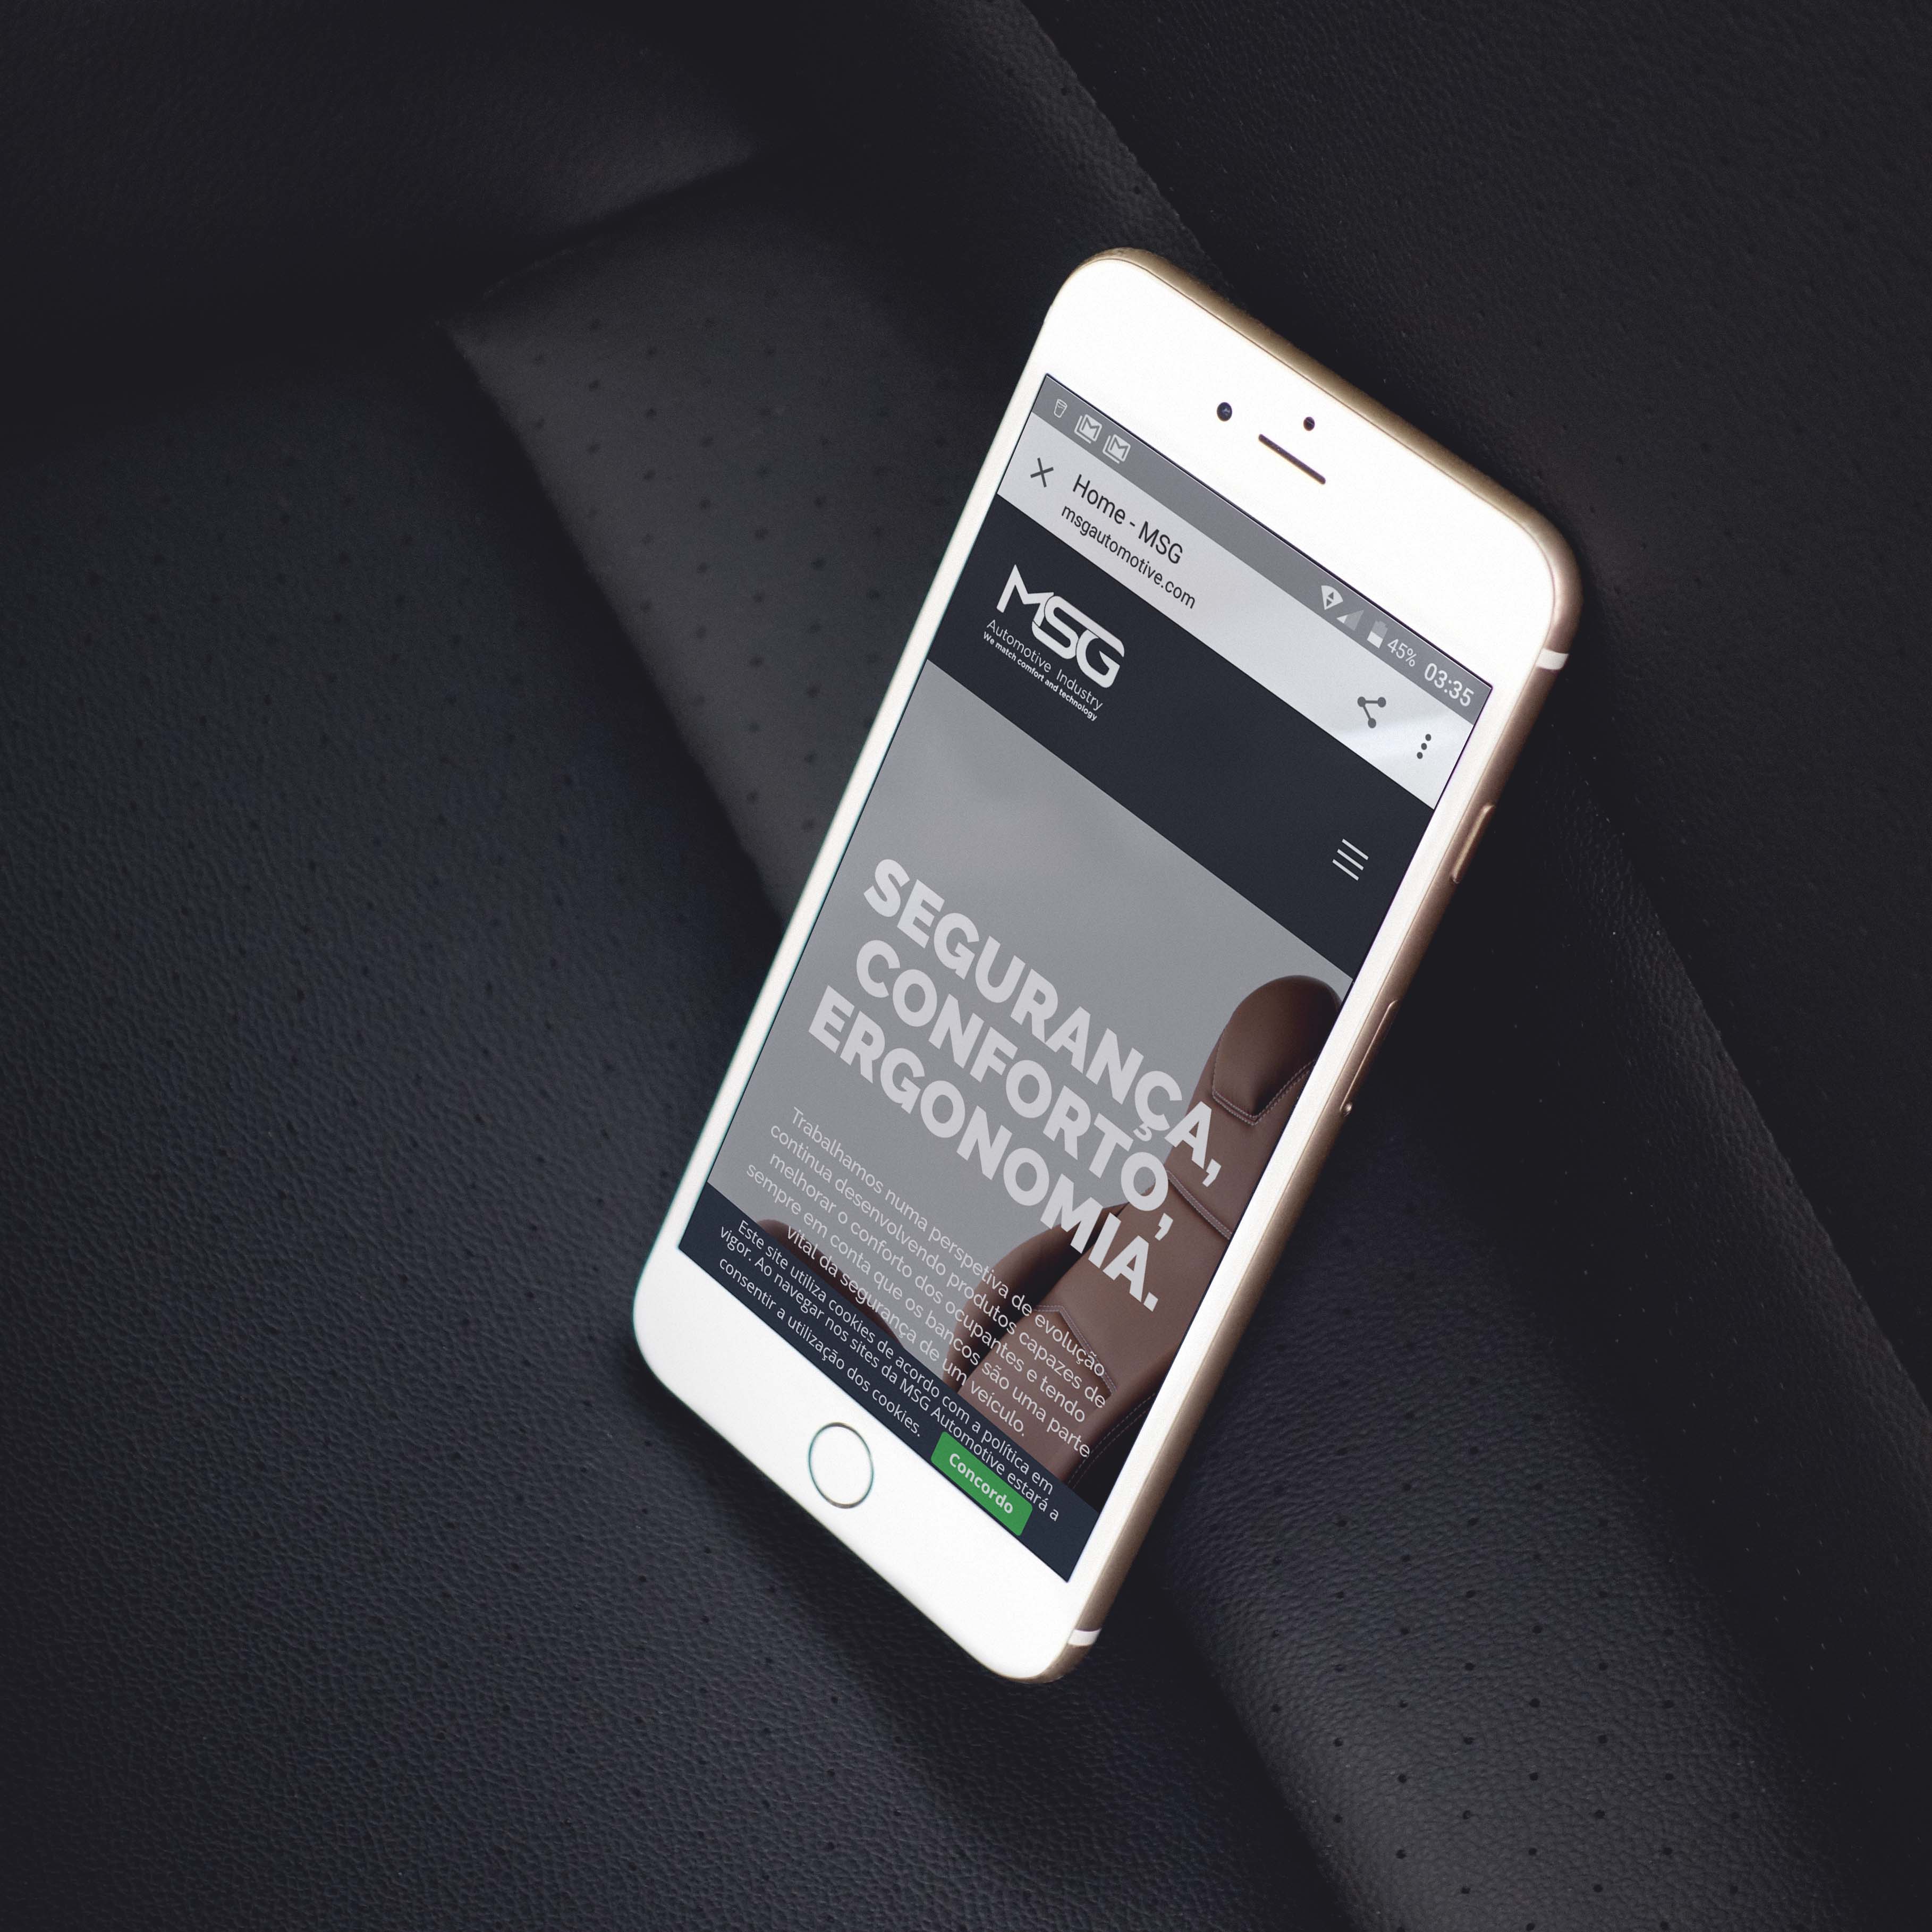 45% 03:35
Home - MSG
msgautomotive.com
MSG
Automotive Industry
We match comfort and technology
SEGURANÇA,
CONFORTO,
ERGONOMIA.
Trabalhamos numa perspetiva de evolução
continua desenvolvendo produtos capazes de
melhorar o conforto dos ocupantes e tendo
sempre em conta que os bancos são uma parte
vital da segurança de um veículo.
Este site utiliza cookies de acordo com a política em
vigor. Ao navegar nos sites da MSG Automotive estará a
consentir a utilização dos cookies.
Concordo